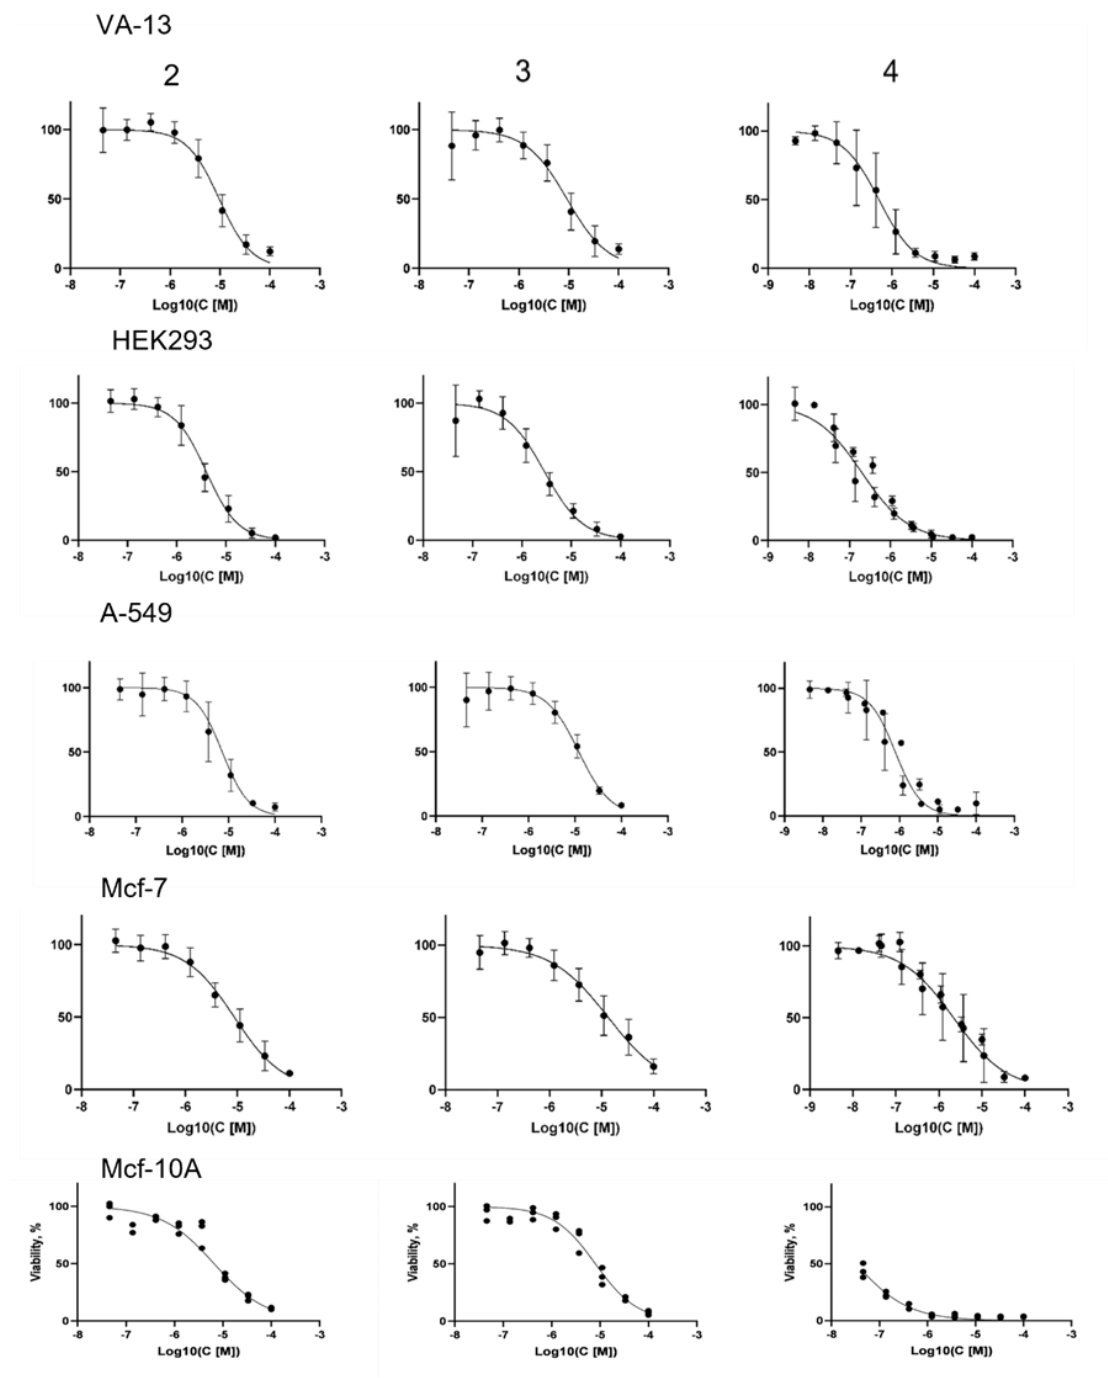 VA-13
2 3 4
100 100 100
50 50 50
0 0 0
-8 -7 -6 -5 -4 -3 -8 -7 -6 -5 -4 -3 -9 -8 -7 -6 -5 -4 -3
Log10(C [M]) Log10(C [M]) Log10(C [M])
HEK293
100 100 100
50 50 50
0 0 0
-8 -7 -6 -5 -4 -3 -8 -7 -6 -5 -4 -3 -9 -8 -7 -6 -5 -4 -3
Log10(C [M]) Log10(C [M]) Log10(C [M])
A-549
100 100 100
50 50 50
0 0 0
-8 -7 -6 -5 -4 -3 -8 -7 -6 -5 -4 -3 -9 -8 -7 -6 -5 -4 -3
Log10(C [M]) Log10(C [M]) Log10(C [M])
Mcf-7
100 100 100
50 50 50
0 0 0
-8 -7 -6 -5 -4 -3 -8 -7 -6 -5 -4 -3 -9 -8 -7 -6 -5 -4 -3
Log10(C [M]) Log10(C [M]) Log10(C [M])
Mcf-10A
Viability, % Viability, % Viability, %
100 100 100
50 50 50
0 0 0
-8 -7 -6 -5 -4 -3 -8 -7 -6 -5 -4 -3 -8 -7 -6 -5 -4 -3
Log10(C [M]) Log10(C [M]) Log10(C [M])